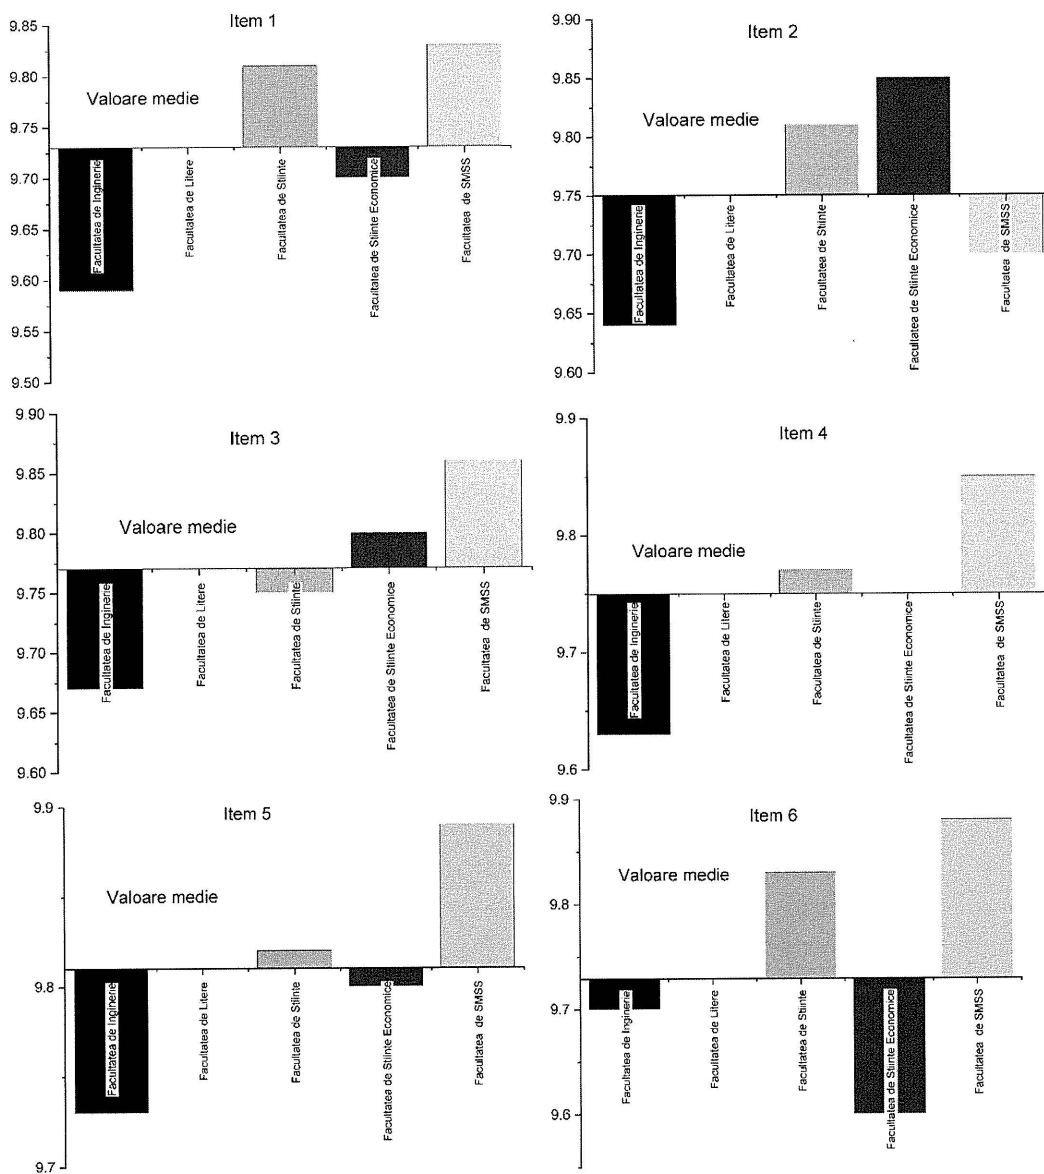 Item 1
9.85
9.80
9.75
9.70
9.65
9.60
9.55
9.50
Valoare medie
Facultatea de Inginerie
Facultatea de Litere
Facultatea de Stiinte
Facultatea de Stiinte Economice
Facultatea de SMSS
Item 2
9.90
9.85
9.80
9.75
9.70
9.65
9.60
Valoare medie
Facultatea de Inginerie
Facultatea de Litere
Facultatea de Stiinte
Facultatea de Stiinte Economice
Facultatea de SMSS
Item 3
9.90
9.85
9.80
9.75
9.70
9.65
9.60
Valoare medie
Facultatea de Inginerie
Facultatea de Litere
Facultatea de Stiinte
Facultatea de Stiinte Economice
Facultatea de SMSS
Item 4
9.9
9.8
9.7
9.6
Valoare medie
Facultatea de Inginerie
Facultatea de Litere
Facultatea de Stiinte
Facultatea de Stiinte Economice
Facultatea de SMSS
Item 5
9.9
9.8
9.7
Valoare medie
Facultatea de Inginerie
Facultatea de Litere
Facultatea de Stiinte
Facultatea de Stiinte Economice
Facultatea de SMSS
Item 6
9.9
9.8
9.7
9.6
Valoare medie
Facultatea de Inginerie
Facultatea de Litere
Facultatea de Stiinte
Facultatea de Stiinte Economice
Facultatea de SMSS